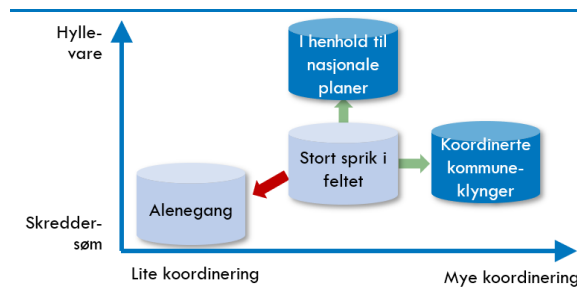 Hylle-
vare
I henhold til
nasjonale
planer
Stort sprik i
feltet
Koordinerte
kommune-
klynger
Alenegang
Skredder-
søm
Lite koordinering
Mye koordinering